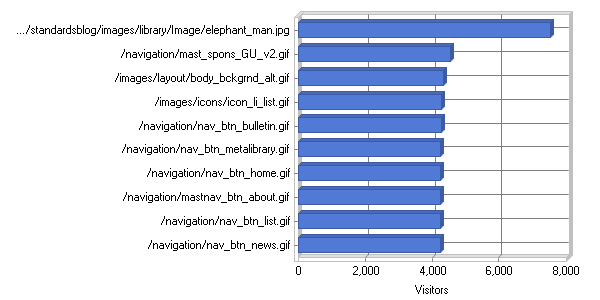 .../standardsblog/images/library/Image/elephant_man.jpg
/navigation/mast_spons_GU_v2.gif
/images/layout/body_bckgrnd_alt.gif
/images/icons/icon_li_list.gif
/navigation/nav_btn_bulletin.gif
/navigation/nav_btn_metalibrary.gif
/navigation/nav_btn_home.gif
/navigation/mastnav_btn_about.gif
/navigation/nav_btn_list.gif
/navigation/nav_btn_news.gif
0 2,000 4,000 6,000 8,000
Visitors